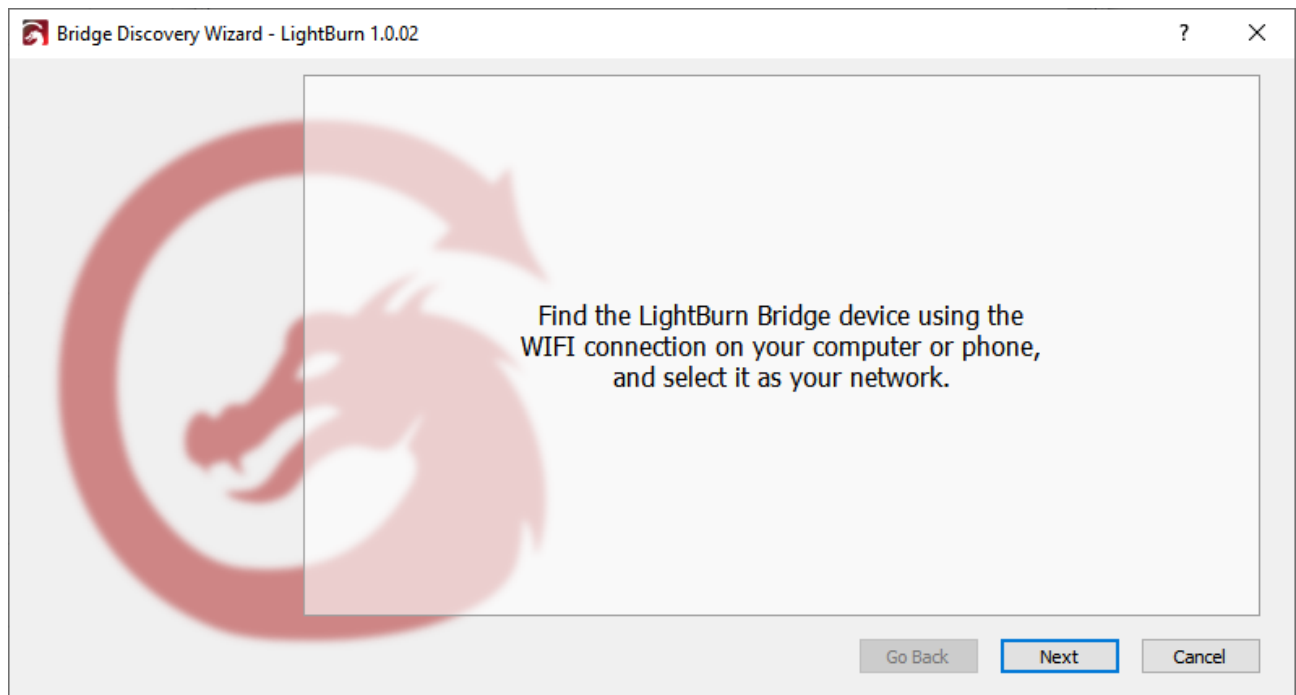 Bridge Discovery Wizard - LightBurn 1.0.02
?
Find the LightBurn Bridge device using the
WIFI connection on your computer or phone,
and select it as your network.
Go Back
Next
Cancel